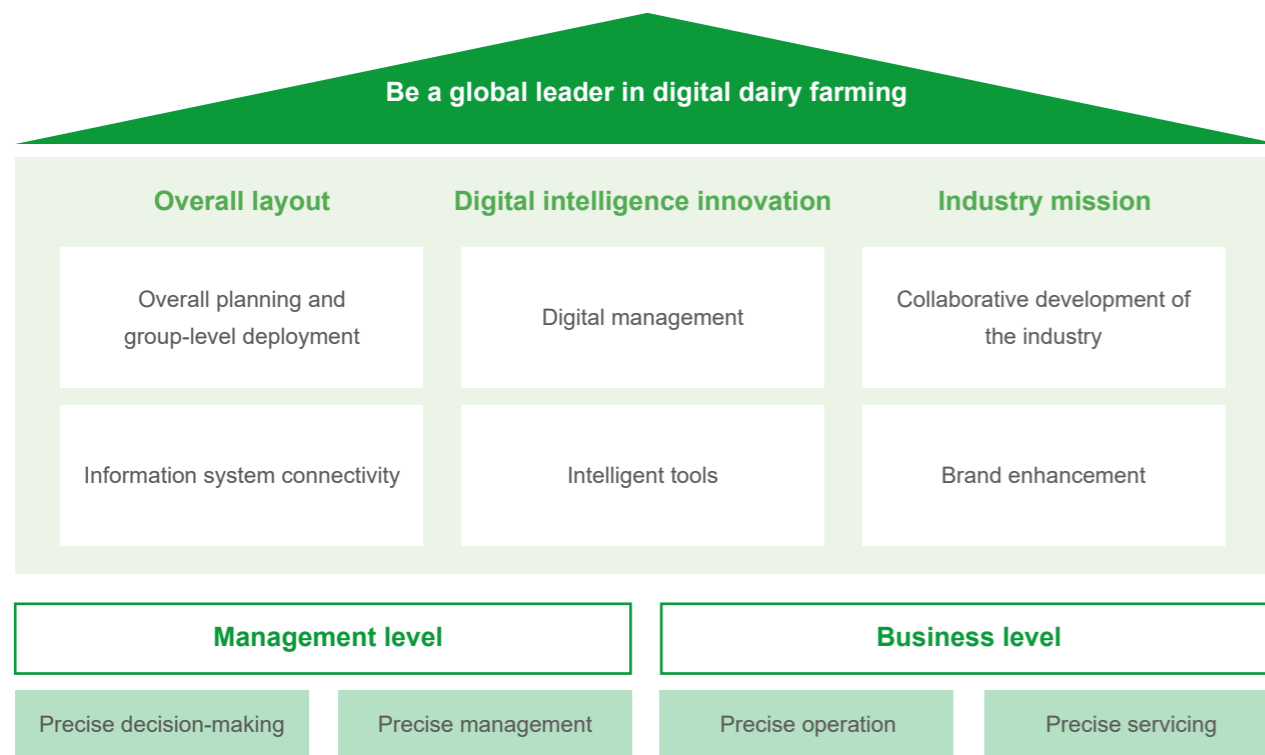 Be a global leader in digital dairy farming
Overall layout
Digital intelligence innovation
Industry mission
Overall planning and
group-level deployment
Digital management
Collaborative development of
the industry
Information system connectivity
Intelligent tools
Brand enhancement
Management level
Business level
Precise decision-making
Precise management
Precise operation
Precise servicing